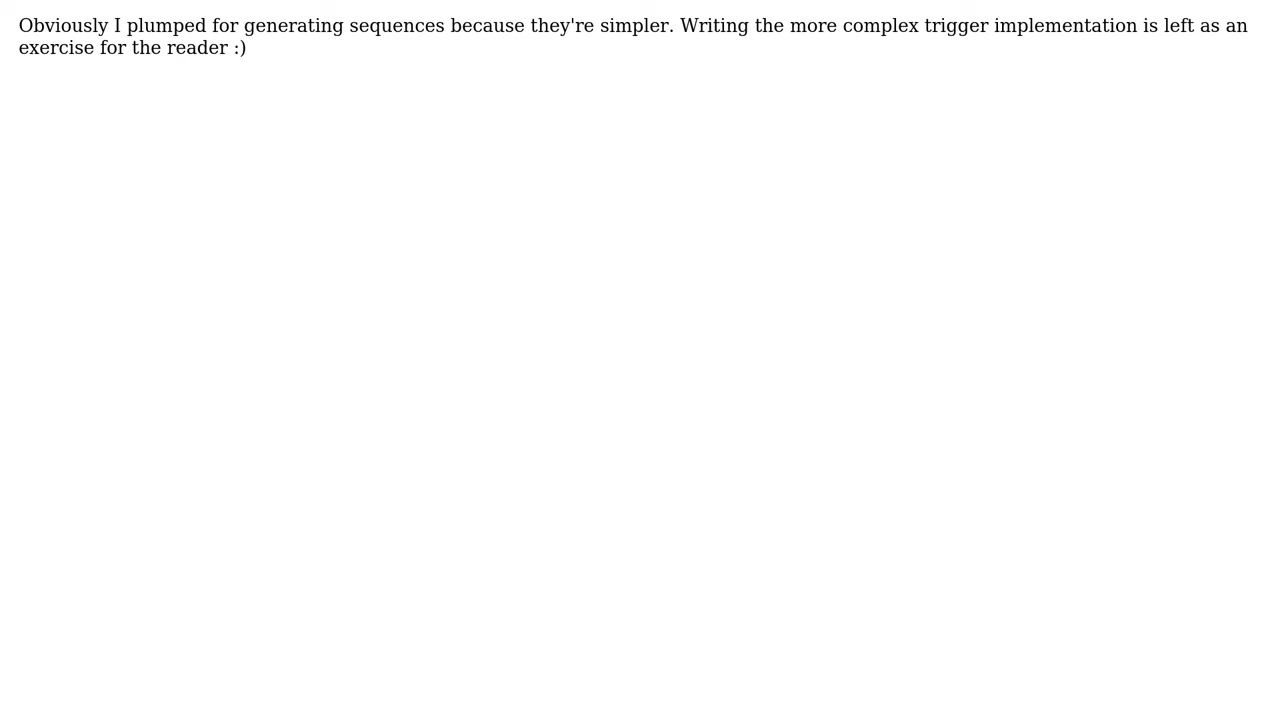 Obviously I plumped for generating sequences because they're simpler. Writing the more complex trigger implementation is left as an
exercise for the reader :)